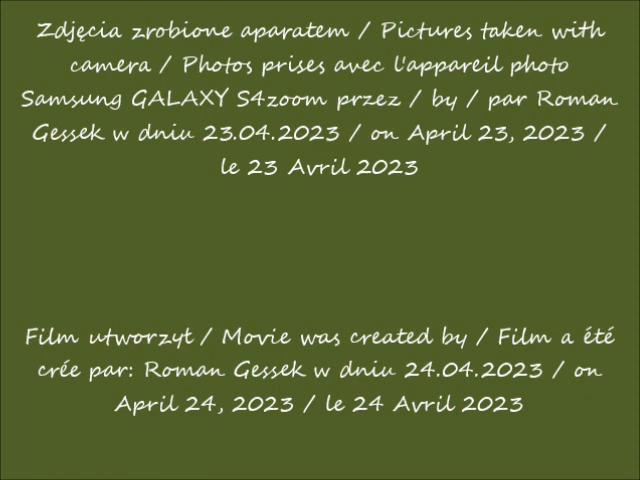 Zdjęcia zrobione aparatem / Pictures taken with
camera / Photos prises avec l'appareil photo
Samsung GALAXY S4zoom przez / by / par Roman
Gessek w dniu 23.04.2023 / on April 23, 2023 /
le 23 Avril 2023
Film utworzył / Movie was created by / Film a été
crée par: Roman Gessek w dniu 24.04.2023 / on
April 24, 2023 / le 24 Avril 2023